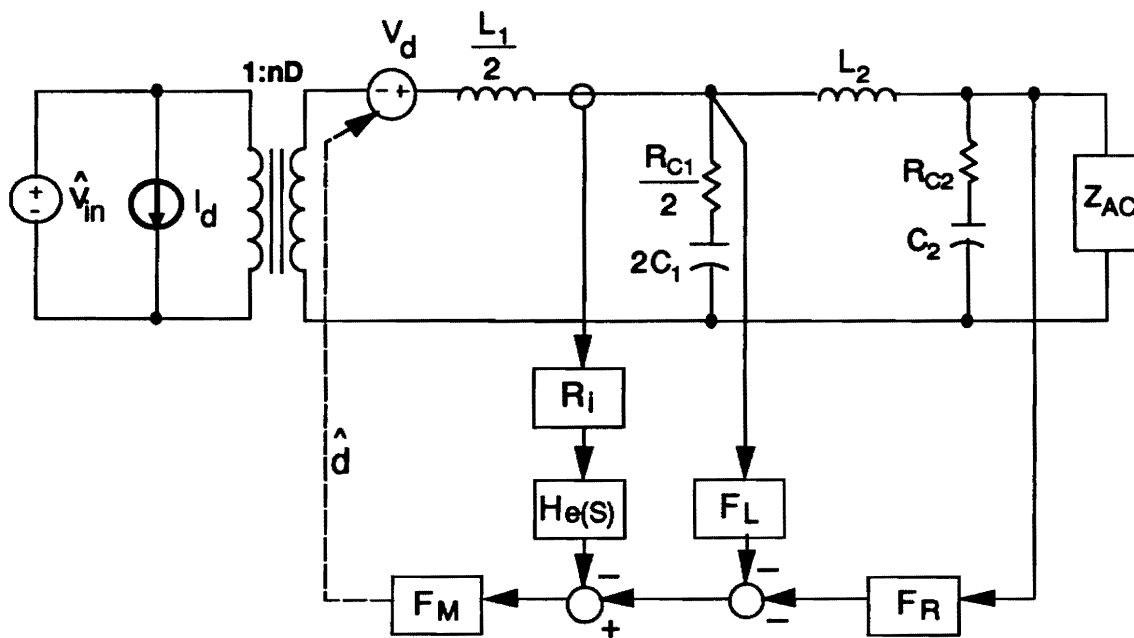 1:nD
V_d
L_1
2
L_2
+
-
V̂_in
I_d
- +
R_C1
2
2C_1
R_C2
C_2
Z_AC
R_i
H_e(S)
F_L
d̂
F_M
-
+
-
-
F_R